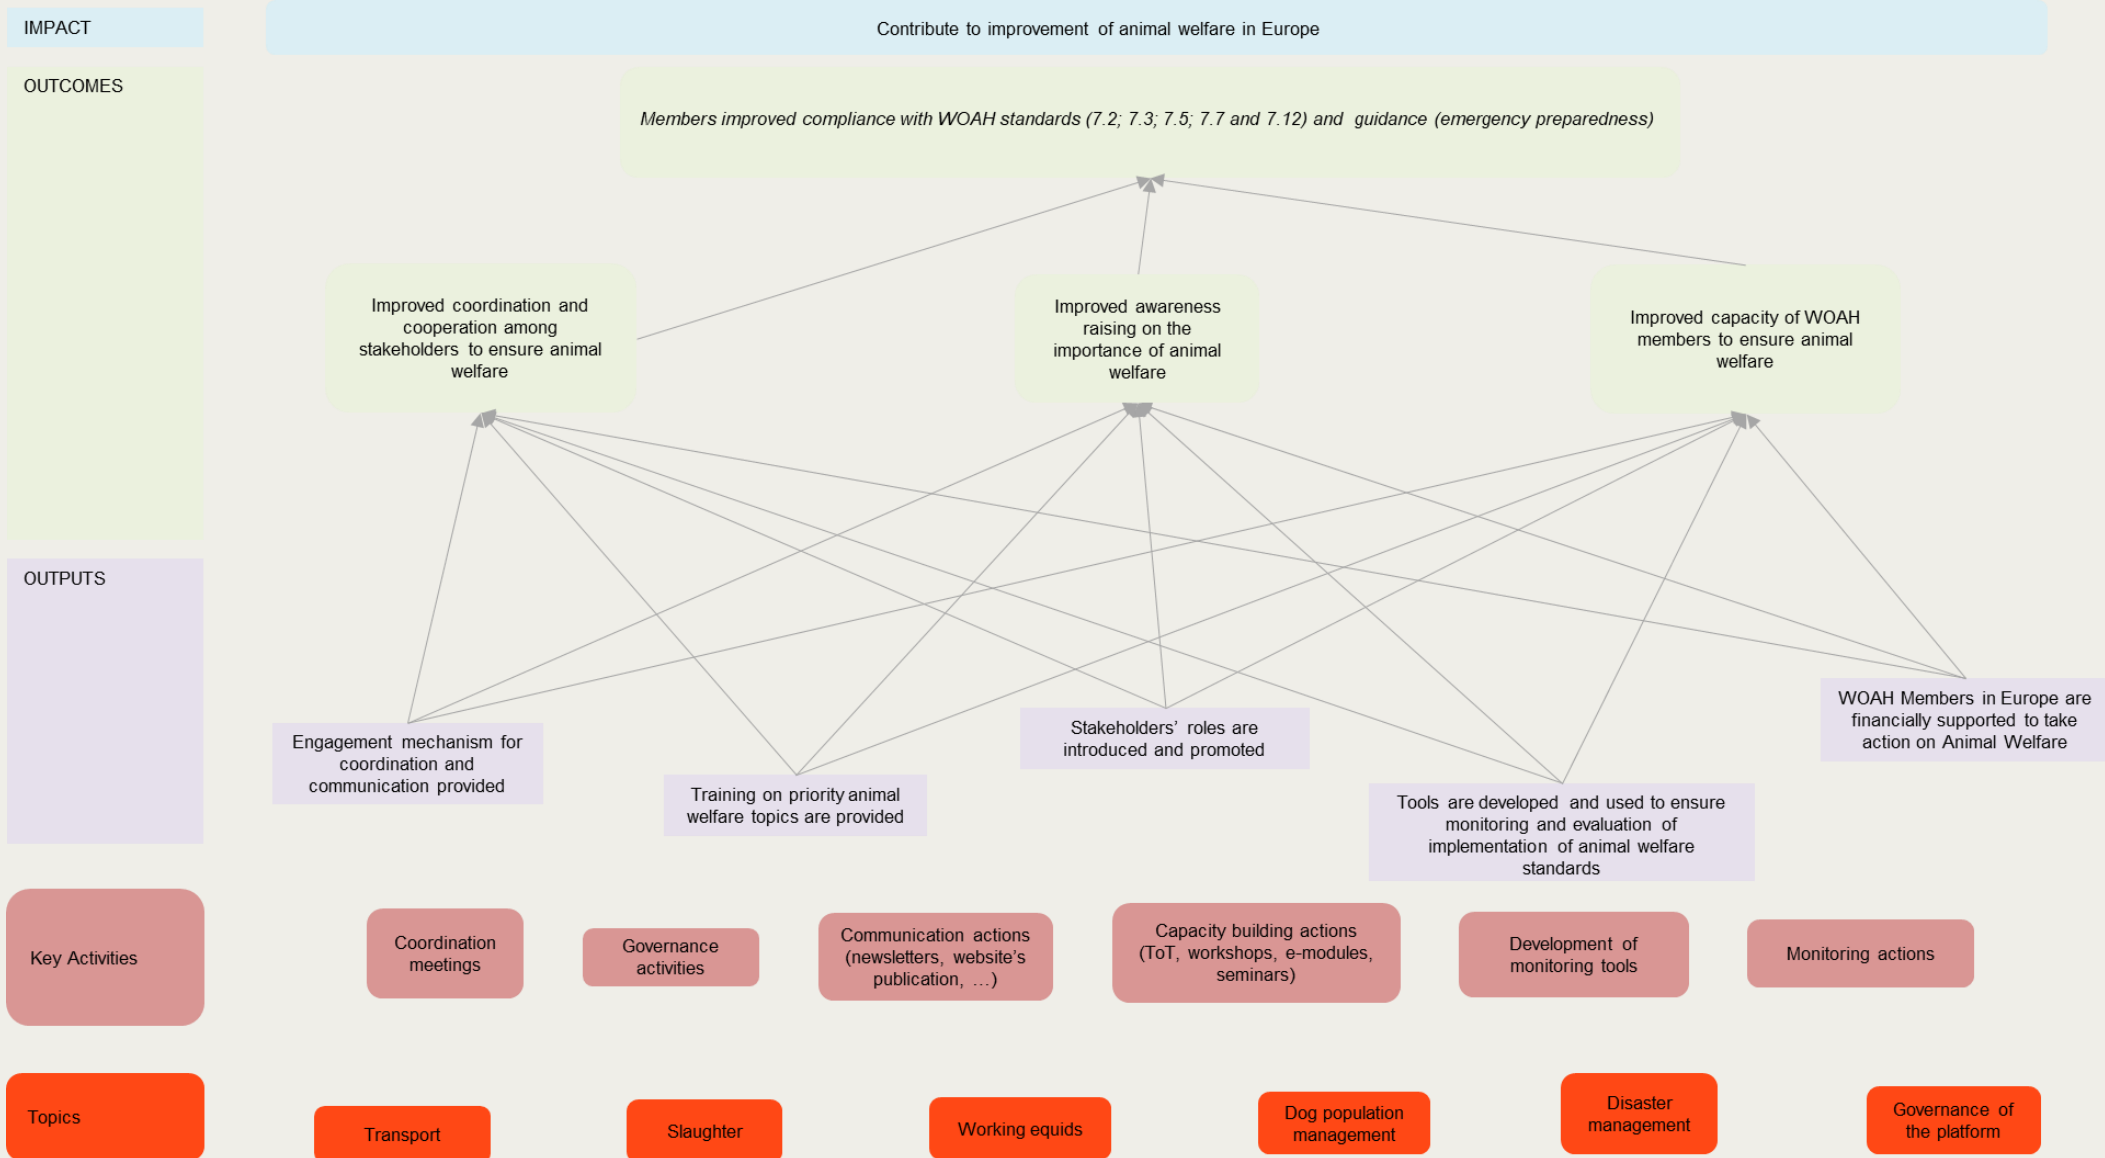 IMPACT
Contribute to improvement of animal welfare in Europe
OUTCOMES
Members improved compliance with WOAH standards (7.2; 7.3; 7.5; 7.7 and 7.12) and guidance (emergency preparedness)
Improved coordination and
cooperation among
stakeholders to ensure animal
welfare
Improved awareness
raising on the
importance of animal
welfare
Improved capacity of WOAH
members to ensure animal
welfare
OUTPUTS
Engagement mechanism for
coordination and
communication provided
Training on priority animal
welfare topics are provided
Stakeholders’ roles are
introduced and promoted
Tools are developed and used to ensure
monitoring and evaluation of
implementation of animal welfare
standards
WOAH Members in Europe are
financially supported to take
action on Animal Welfare
Key Activities
Coordination
meetings
Governance
activities
Communication actions
(newsletters, website’s
publication, …)
Capacity building actions
(ToT, workshops, e-modules,
seminars)
Development of
monitoring tools
Monitoring actions
Topics
Transport
Slaughter
Working equids
Dog population
management
Disaster
management
Governance of
the platform